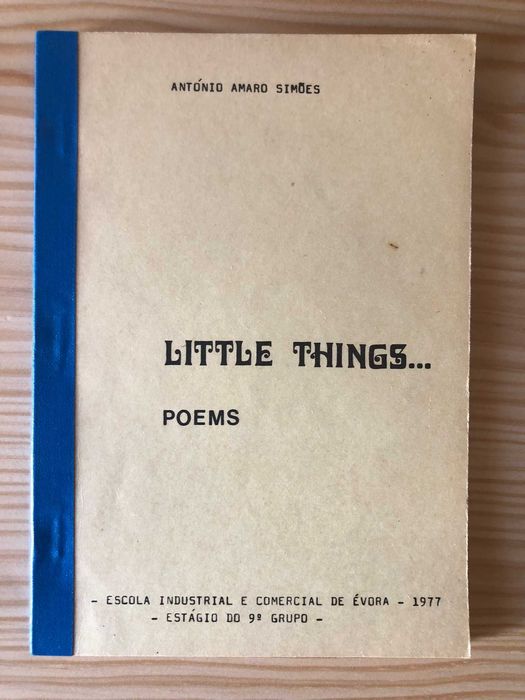 ANTÓNIO AMARO SIMÕES
LITTLE THINGS...
POEMS
- ESCOLA INDUSTRIAL E COMERCIAL DE ÉVORA - 1977
- ESTÁGIO DO 9º GRUPO -